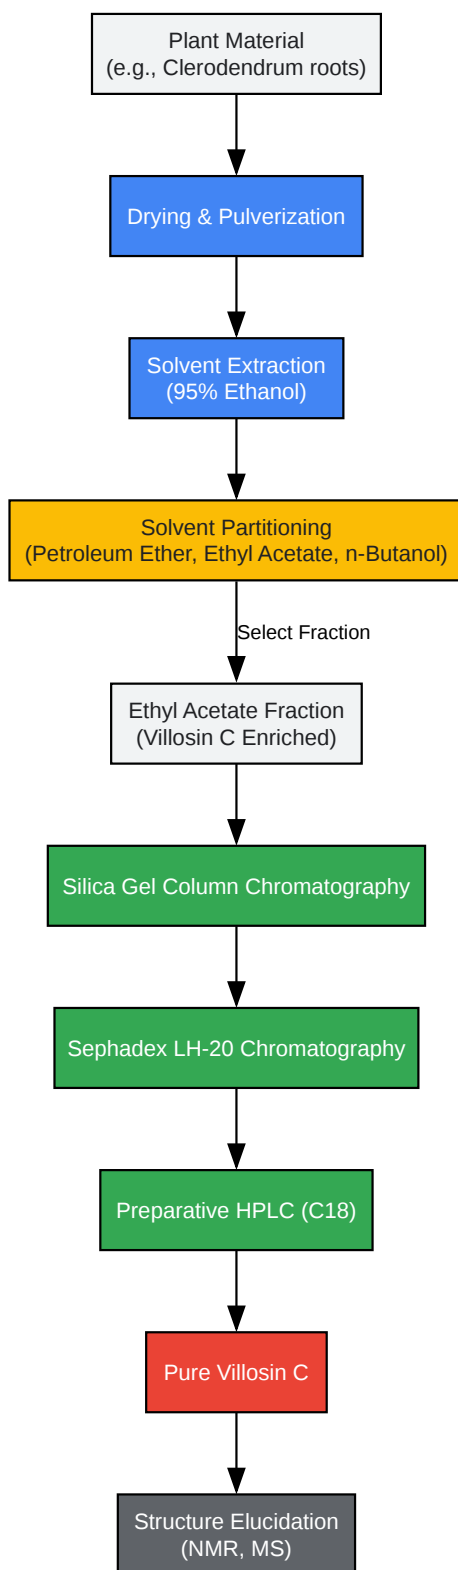 Plant Material
(e.g., Clerodendrum roots)
Drying & Pulverization
Solvent Extraction
(95% Ethanol)
Solvent Partitioning
(Petroleum Ether, Ethyl Acetate, n-Butanol)
Select Fraction
Ethyl Acetate Fraction
(Villosin C Enriched)
Silica Gel Column Chromatography
Sephadex LH-20 Chromatography
Preparative HPLC (C18)
Pure Villosin C
Structure Elucidation
(NMR, MS)